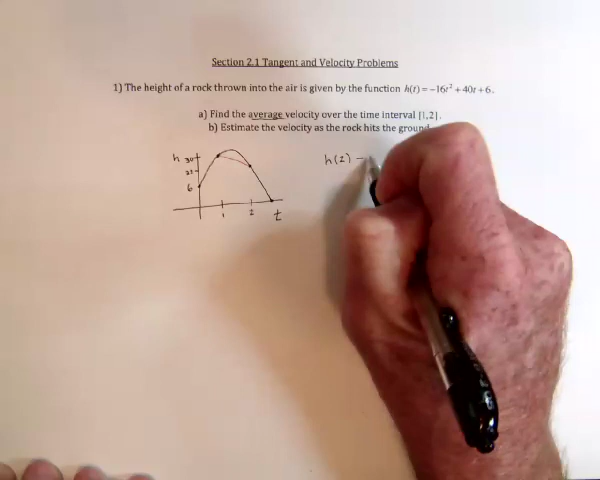 Section 2.1 Tangent and Velocity Problems
1) The height of a rock thrown into the air is given by the function h(t) = −16t² + 40t + 6.
a) Find the average velocity over the time interval [1,2].
b) Estimate the velocity as the rock hits the ground
h 30
6
1 2 t
h(2) −